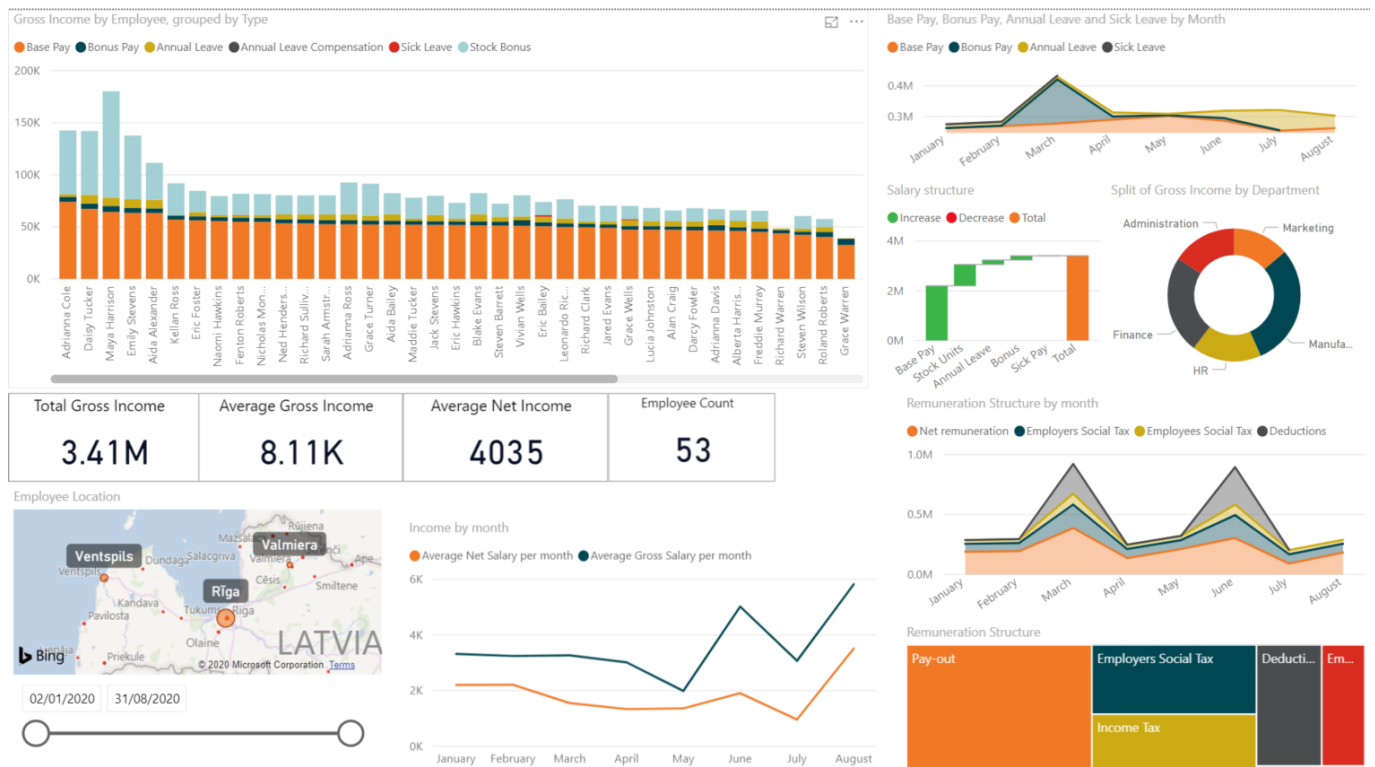 Gross Income by Employee, grouped by Type
Base Pay Bonus Pay Annual Leave Annual Leave Compensation Sick Leave Stock Bonus
200K
150K
100K
50K
0K
Adrianna Cole
Daisy Tucker
Maya Harrison
Emily Stevens
Aida Alexander
Kellan Ross
Eric Foster
Naomi Hawkins
Fenton Roberts
Nicholas Mon...
Ned Henders...
Richard Sulliv...
Sarah Armstr...
Adrianna Ross
Grace Turner
Aida Bailey
Maddie Tucker
Jack Stevens
Eric Hawkins
Blake Evans
Steven Barrett
Vivian Wells
Eric Bailey
Leonardo Ric...
Richard Clark
Jared Evans
Grace Wells
Lucia Johnston
Alan Craig
Darcy Fowler
Adrianna Davis
Alberta Harris...
Freddie Murray
Richard Warren
Steven Wilson
Roland Roberts
Grace Warren
Base Pay, Bonus Pay, Annual Leave and Sick Leave by Month
Base Pay Bonus Pay Annual Leave Sick Leave
0.4M
0.3M
January
February
March
April
May
June
July
August
Salary structure
Increase Decrease Total
4M
2M
0M
Base Pay
Stock Units
Annual Leave
Bonus
Sick Pay
Total
Split of Gross Income by Department
Administration
Marketing
Finance
Manufa...
HR
Total Gross Income
3.41M
Average Gross Income
8.11K
Average Net Income
4035
Employee Count
53
Employee Location
Rūjiena
Mazsalaca
Valmiera
Ventspils
Dundaga
Salacgrīva
Valmiera
Ape
Ventspils
Cēsis
Smiltene
Rīga
Kandava
Tukums
Rīga
Pavilosta
Olaine
LATVIA
Bing
Priekule
© 2020 Microsoft Corporation Terms
02/01/2020
31/08/2020
Income by month
Average Net Salary per month Average Gross Salary per month
6K
4K
2K
0K
January February March April May June July August
Remuneration Structure by month
Net remuneration Employers Social Tax Employees Social Tax Deductions
1.0M
0.5M
0.0M
January
February
March
April
May
June
July
August
Remuneration Structure
Pay-out
Employers Social Tax
Deducti...
Em...
Income Tax